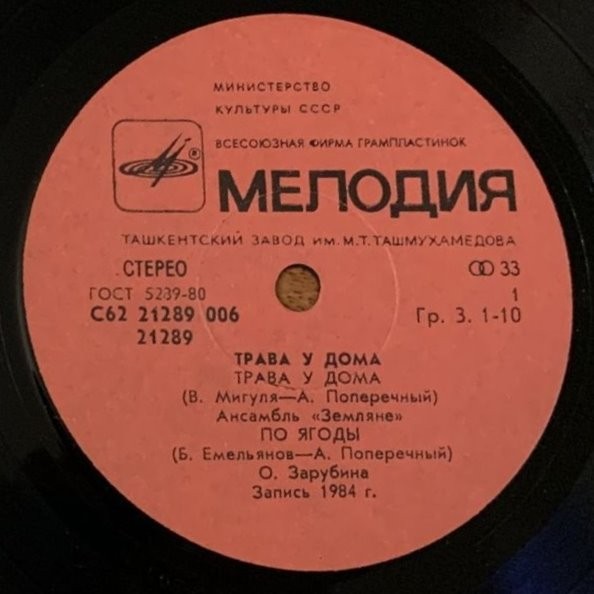 МИНИСТЕРСТВО
КУЛЬТУРЫ СССР
ВСЕСОЮЗНАЯ ФИРМА ГРАМПЛАСТИНОК
МЕЛОДИЯ
ТАШКЕНТСКИЙ ЗАВОД ИМ. М.Т.ТАШМУХАМЕДОВА
СТЕРЕО 33
ГОСТ 5289-80 1
С62 21289 006 Гр. 3. 1-10
21289
ТРАВА У ДОМА
ТРАВА У ДОМА
(В. Мигуля—А. Поперечный)
Ансамбль «Земляне»
ПО ЯГОДЫ
(Б. Емельянов—А. Поперечный)
О. Зарубина
Запись 1984 г.